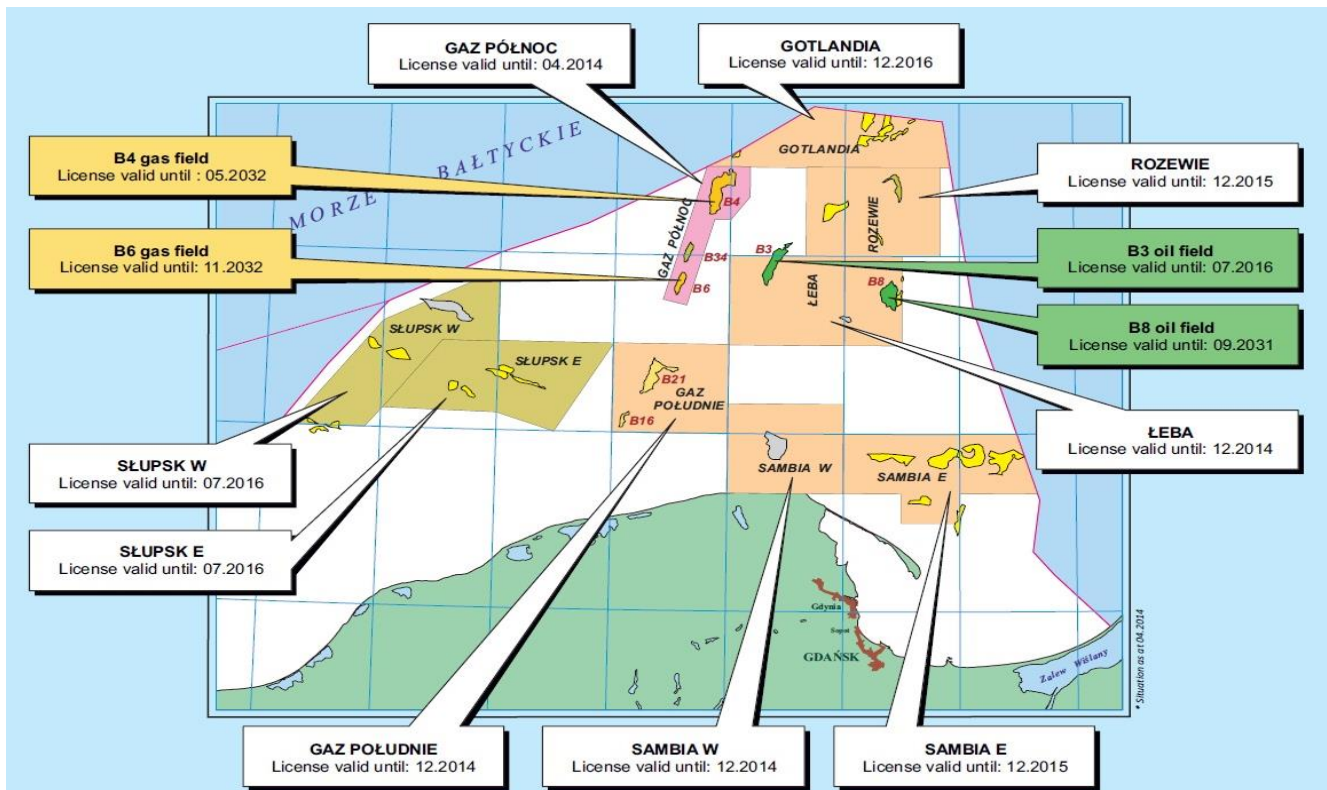 GAZ PÓŁNOC
License valid until: 04.2014
GOTLANDIA
License valid until: 12.2016
B4 gas field
License valid until : 05.2032
B6 gas field
License valid until: 11.2032
ROZEWIE
License valid until: 12.2015
B3 oil field
License valid until: 07.2016
B8 oil field
License valid until: 09.2031
ŁEBA
License valid until: 12.2014
SŁUPSK W
License valid until: 07.2016
SŁUPSK E
License valid until: 07.2016
GAZ POŁUDNIE
License valid until: 12.2014
SAMBIA W
License valid until: 12.2014
SAMBIA E
License valid until: 12.2015
MORZE BAŁTYCKIE
GOTLANDIA
GAZ PÓŁNOC
B4
B34
B6
B3
ROZEWIE
ŁEBA
B8
SŁUPSK W
SŁUPSK E
B21
GAZ
POŁUDNIE
B16
SAMBIA W
SAMBIA E
Gdynia
Sopot
GDAŃSK
Zalew Wiślany
* Situation as at 04.2014